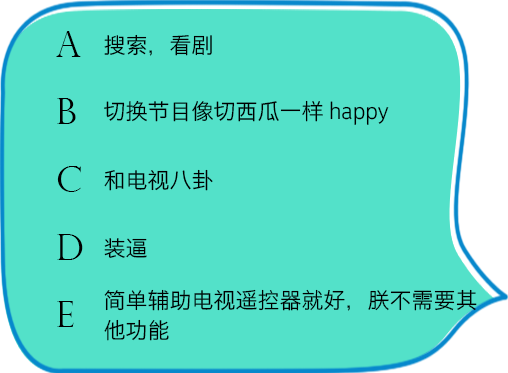 A 搜索，看剧
B 切换节目像切西瓜一样 happy
C 和电视八卦
D 装逼
E 简单辅助电视遥控器就好，朕不需要其
他功能